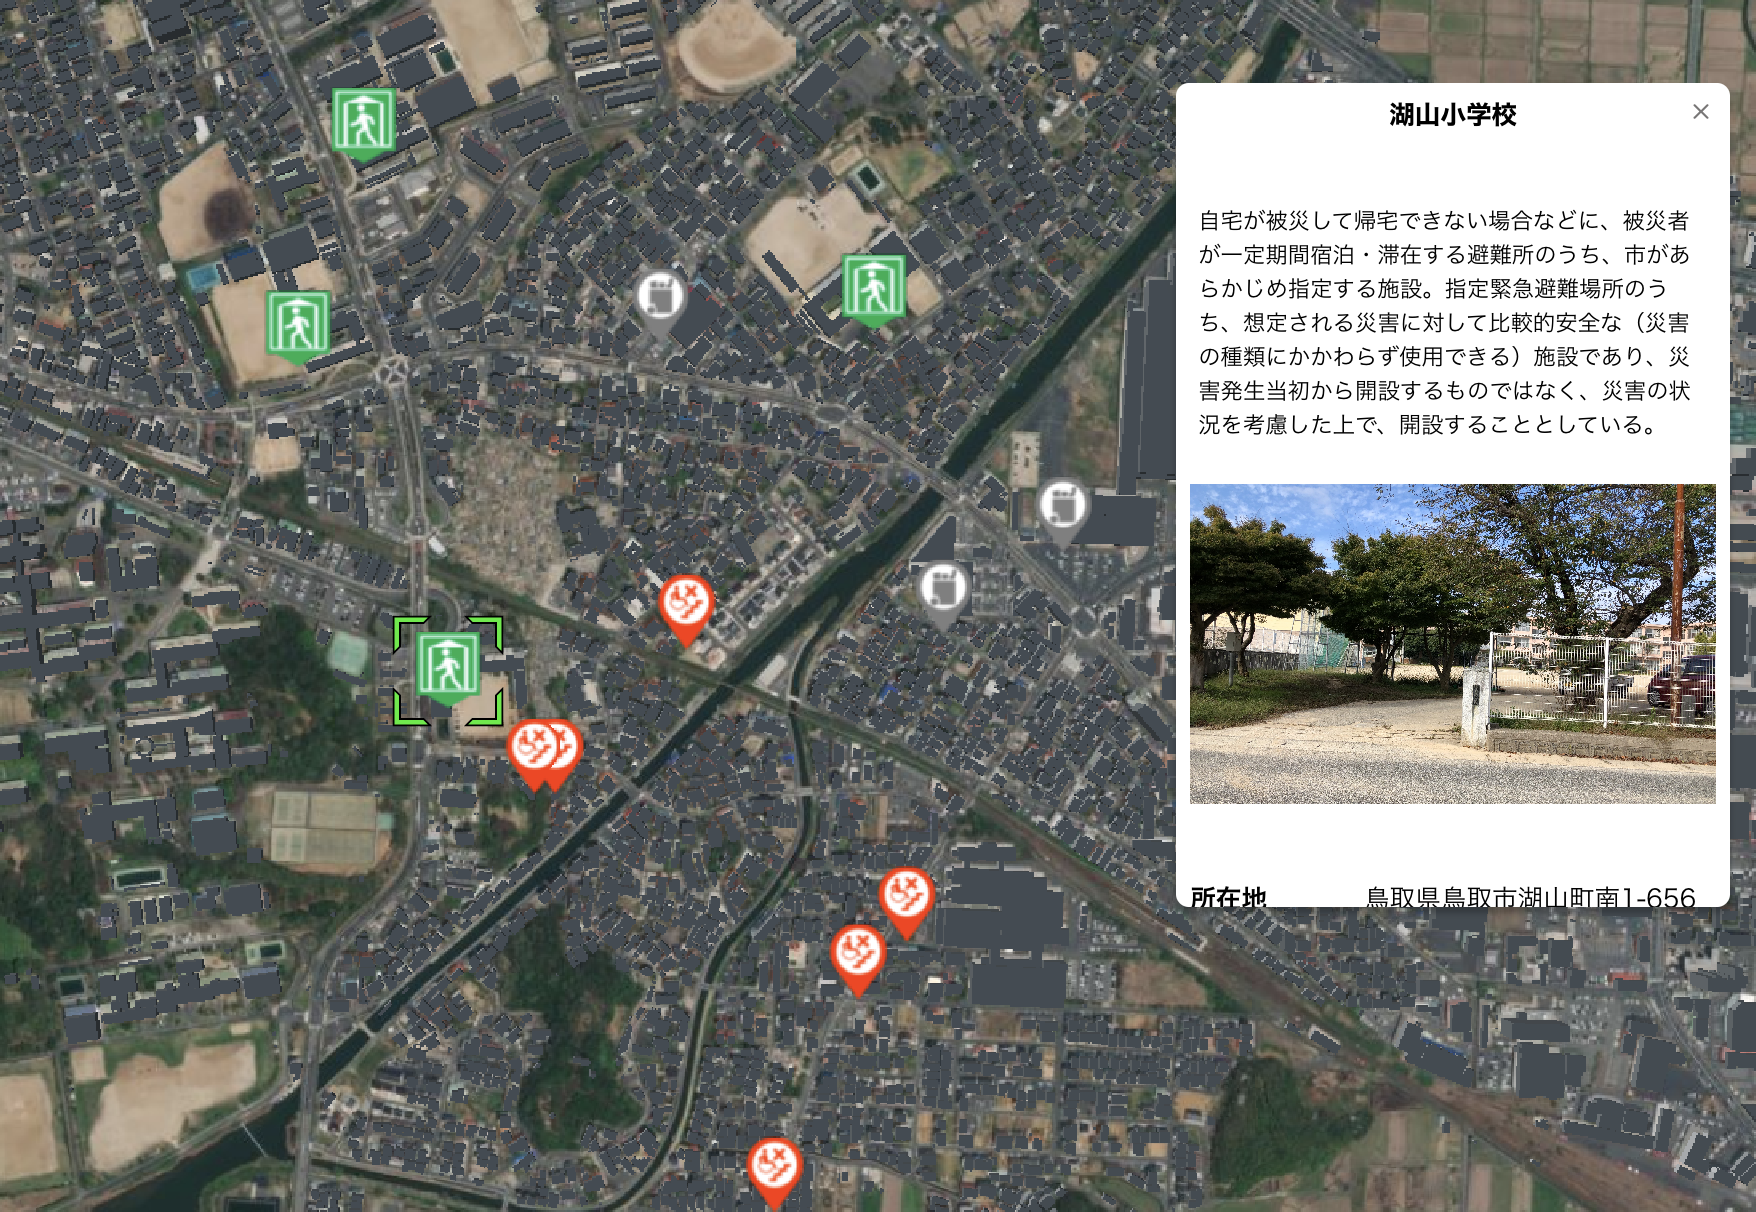 湖山小学校
自宅が被災して帰宅できない場合などに、被災者
が一定期間宿泊・滞在する避難所のうち、市があ
らかじめ指定する施設。指定緊急避難場所のう
ち、想定される災害に対して比較的安全な（災害
の種類にかかわらず使用できる）施設であり、災
害発生当初から開設するものではなく、災害の状
況を考慮した上で、開設することとしている。
所在地 鳥取県鳥取市湖山町南1-656